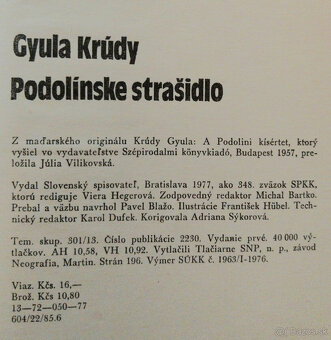 Gyula Krúdy
Podolínske strašidlo
Z maďarského originálu Krúdy Gyula: A Podolini kísértet, ktorý
vyšiel vo vydavateľstve Szépirodalmi könyvkiadó, Budapest 1957, pre-
ložila Júlia Vilikovská.
Vydal Slovenský spisovateľ, Bratislava 1977, ako 348. zväzok SPKK,
ktorú rediguje Viera Hegerová. Zodpovedný redaktor Michal Bartko.
Prebal a väzbu navrhol Pavel Blažo. Ilustrácie František Hübel. Tech-
nický redaktor Karol Dufek. Korigovala Adriana Sýkorová.
Tem. skup. 301/13. Číslo publikácie 2230. Vydanie prvé. 40 000 vý-
tlačkov. AH 10,58, VH 10,92. Vytlačili Tlačiarne SNP, n. p., závod
Neografia, Martin. Strán 196. Výmer SÚKK č. 1963/I-1976.
Viaz. Kčs 16,—
Brož. Kčs 10,80
13—72—050—77
604/22/85.6
bazos.sk